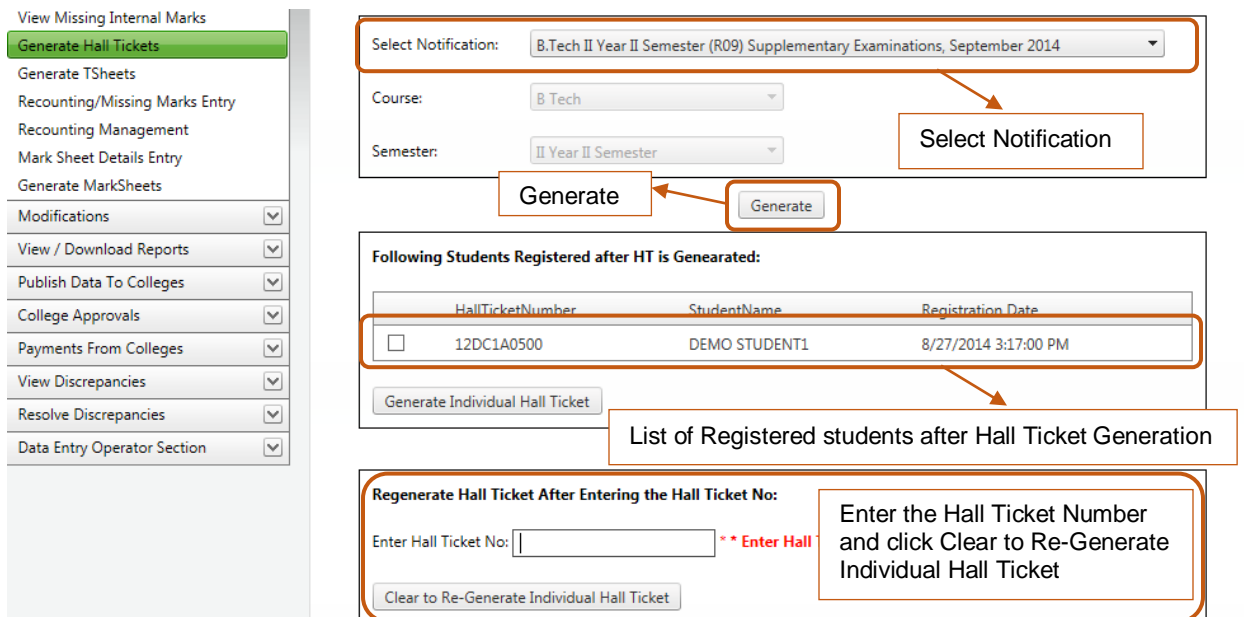 View Missing Internal Marks
Generate Hall Tickets
Generate TSheets
Recounting/Missing Marks Entry
Recounting Management
Mark Sheet Details Entry
Generate MarkSheets
Modifications
View / Download Reports
Publish Data To Colleges
College Approvals
Payments From Colleges
View Discrepancies
Resolve Discrepancies
Data Entry Operator Section
Select Notification: B.Tech II Year II Semester (R09) Supplementary Examinations, September 2014
Course: B Tech
Select Notification
Semester: II Year II Semester
Generate
Generate
Following Students Registered after HT is Genearated:
HallTicketNumber StudentName Registration Date
12DC1A0500 DEMO STUDENT1 8/27/2014 3:17:00 PM
Generate Individual Hall Ticket
List of Registered students after Hall Ticket Generation
Regenerate Hall Ticket After Entering the Hall Ticket No:
Enter Hall Ticket No: * * Enter Hall
Enter the Hall Ticket Number
and click Clear to Re-Generate
Individual Hall Ticket
Clear to Re-Generate Individual Hall Ticket